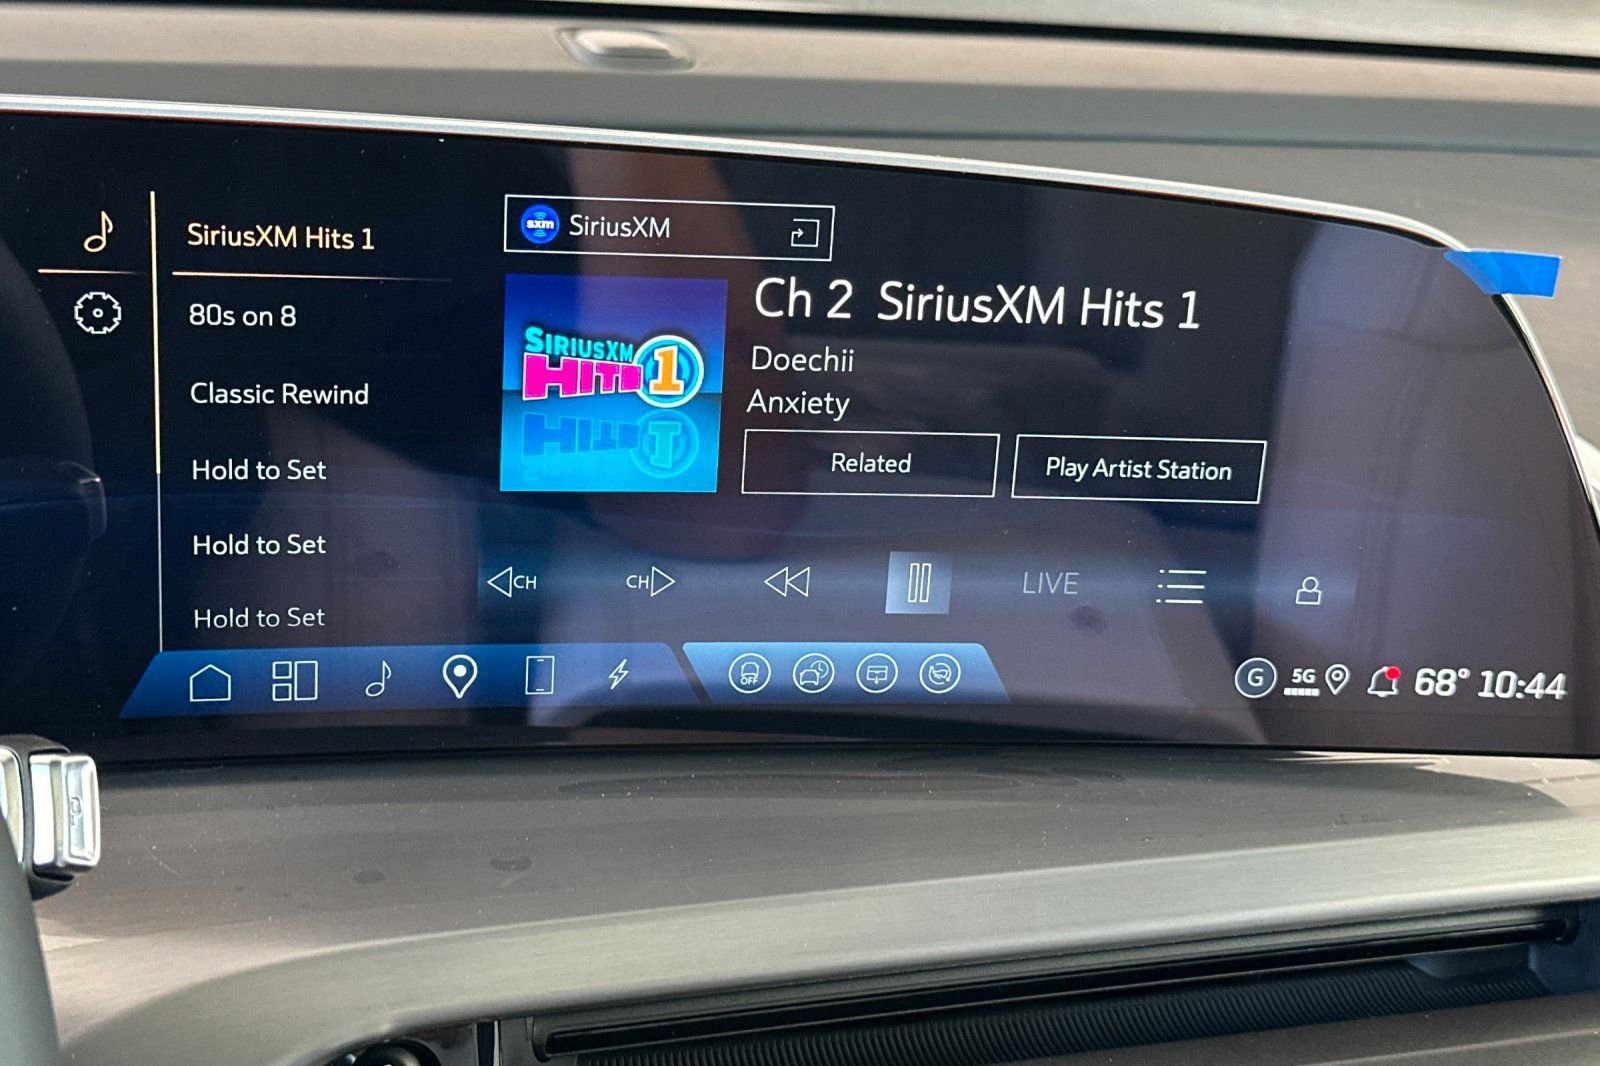 SiriusXM Hits 1
80s on 8
Classic Rewind
Hold to Set
Hold to Set
Hold to Set
sxm SiriusXM
SIRIUSXM
HITS 1
Ch 2 SiriusXM Hits 1
Doechii
Anxiety
Related
Play Artist Station
CH
CH
LIVE
OFF
G
5G
68° 10:44
P